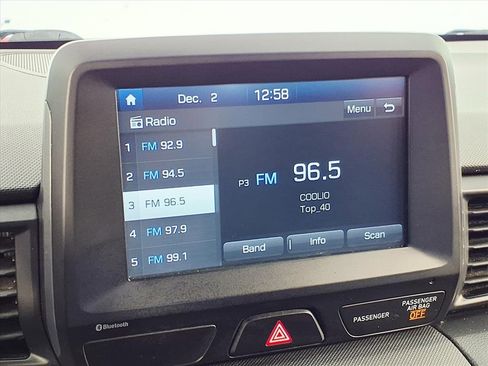 Dec. 2 12:58
Radio Menu
1 FM 92.9
2 FM 94.5
3 FM 96.5
4 FM 97.9
5 FM 99.1
P3 FM 96.5
COOLIO
Top_40
Band Info Scan
Bluetooth
PASSENGER
PASSENGER
AIR BAG
OFF